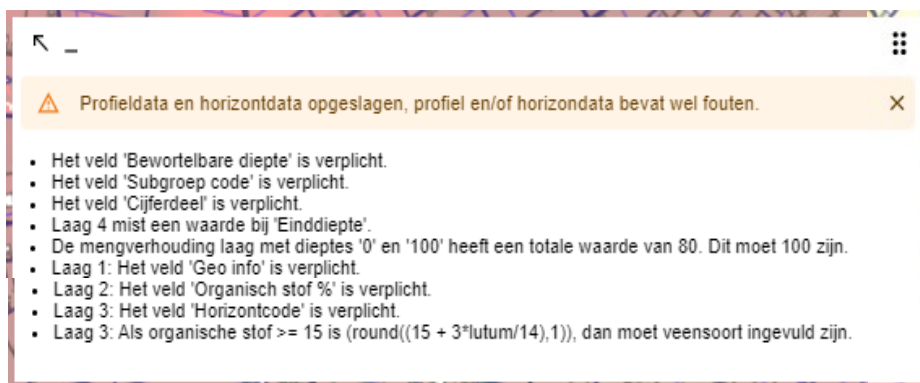 Profieldata en horizontdata opgeslagen, profiel en/of horizondata bevat wel fouten.
• Het veld 'Bewortelbare diepte' is verplicht.
• Het veld 'Subgroep code' is verplicht.
• Het veld 'Cijferdeel' is verplicht.
• Laag 4 mist een waarde bij 'Einddiepte'.
• De mengverhouding laag met dieptes '0' en '100' heeft een totale waarde van 80. Dit moet 100 zijn.
• Laag 1: Het veld 'Geo info' is verplicht.
• Laag 2: Het veld 'Organisch stof %' is verplicht.
• Laag 3: Het veld 'Horizontcode' is verplicht.
• Laag 3: Als organische stof >= 15 is (round((15 + 3*lutum/14),1)), dan moet veensoort ingevuld zijn.